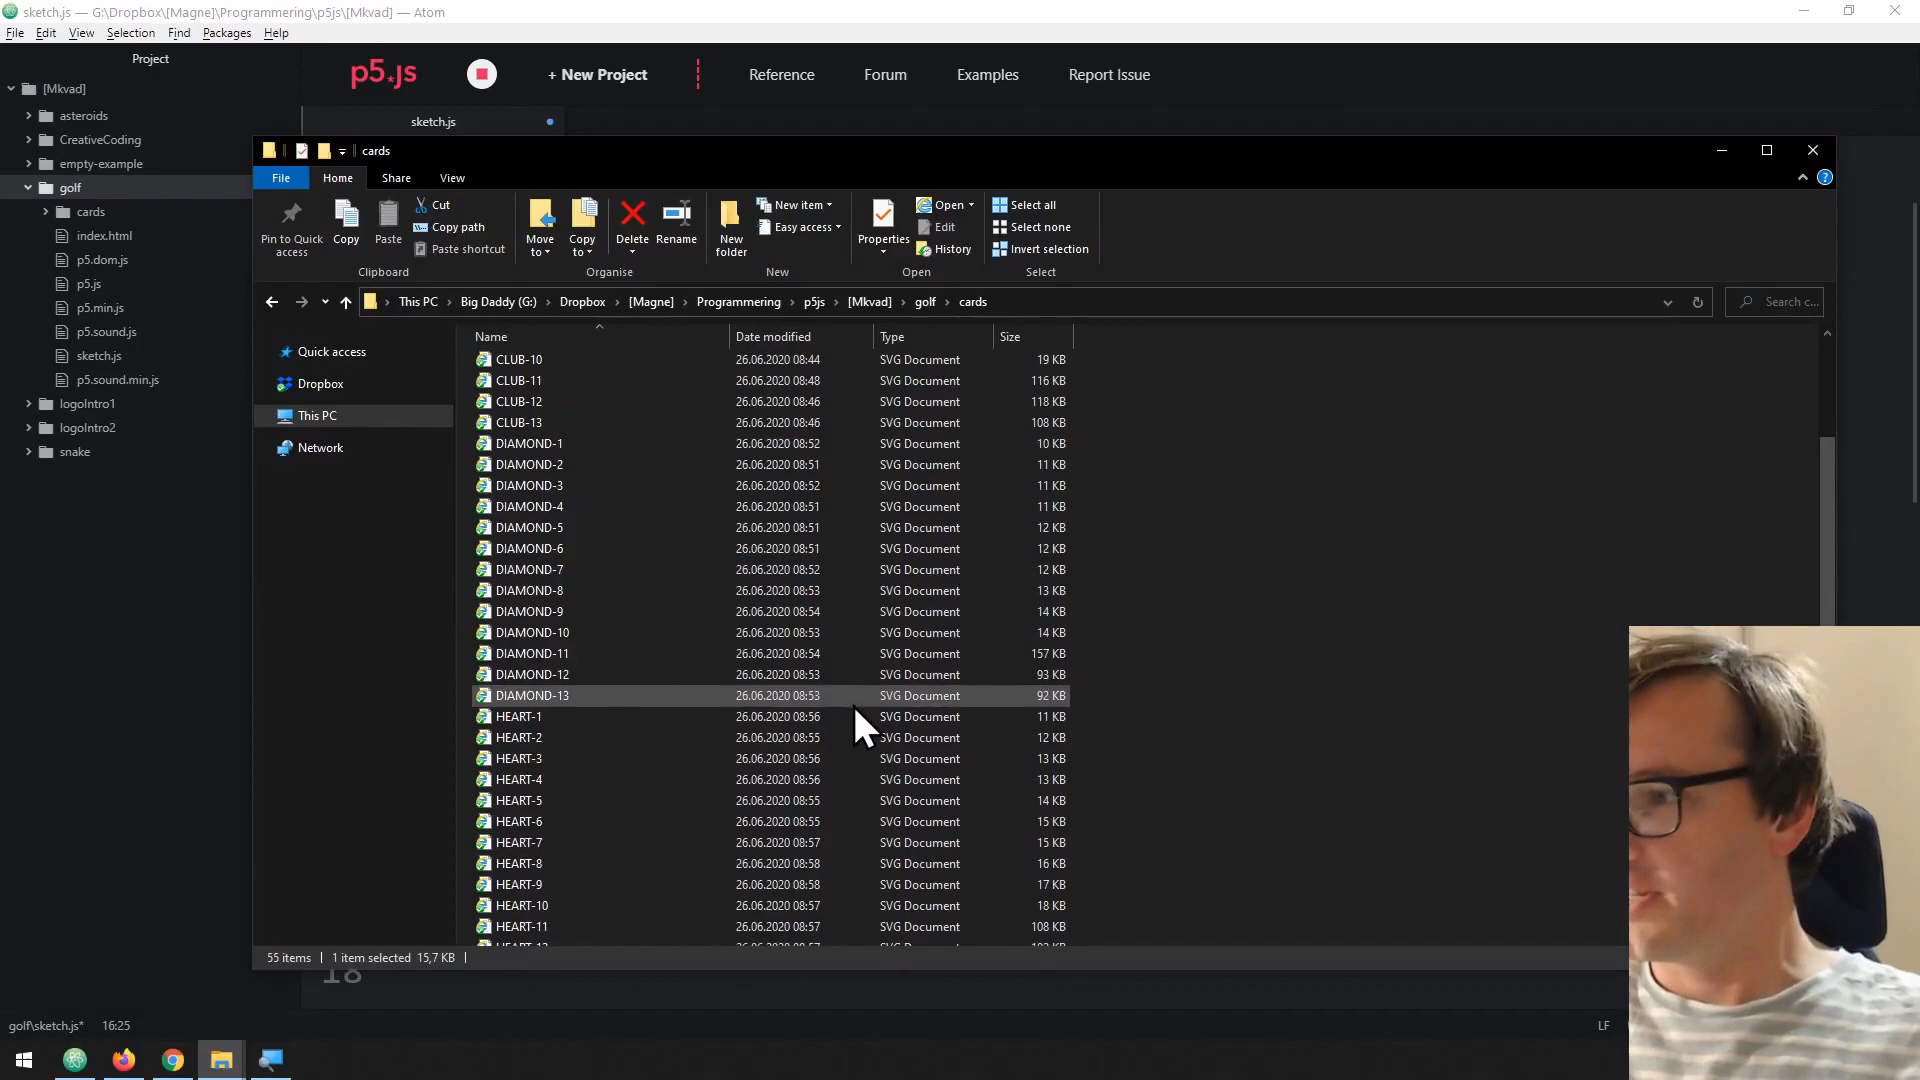 sketch.js — G:\Dropbox\[Magne]\Programmering\p5js\[Mkvad] — Atom
File Edit View Selection Find Packages Help
Project
p5*js + New Project Reference Forum Examples Report Issue
sketch.js
[Mkvad]
asteroids
CreativeCoding
empty-example
golf
cards
index.html
p5.dom.js
p5.js
p5.min.js
p5.sound.js
sketch.js
p5.sound.min.js
logoIntro1
logoIntro2
snake
cards
File Home Share View
Pin to Quick access
Copy
Paste
Cut
Copy path
Paste shortcut
Clipboard
Move to
Copy to
Delete
Rename
Organise
New folder
New item
Easy access
New
Properties
Open
Edit
History
Open
Select all
Select none
Invert selection
Select
This PC > Big Daddy (G:) > Dropbox > [Magne] > Programmering > p5js > [Mkvad] > golf > cards
Search c...
Quick access
Dropbox
This PC
Network
Name Date modified Type Size
CLUB-10 26.06.2020 08:44 SVG Document 19 KB
CLUB-11 26.06.2020 08:48 SVG Document 116 KB
CLUB-12 26.06.2020 08:46 SVG Document 118 KB
CLUB-13 26.06.2020 08:46 SVG Document 108 KB
DIAMOND-1 26.06.2020 08:52 SVG Document 10 KB
DIAMOND-2 26.06.2020 08:51 SVG Document 11 KB
DIAMOND-3 26.06.2020 08:52 SVG Document 11 KB
DIAMOND-4 26.06.2020 08:51 SVG Document 11 KB
DIAMOND-5 26.06.2020 08:51 SVG Document 12 KB
DIAMOND-6 26.06.2020 08:51 SVG Document 12 KB
DIAMOND-7 26.06.2020 08:52 SVG Document 12 KB
DIAMOND-8 26.06.2020 08:53 SVG Document 13 KB
DIAMOND-9 26.06.2020 08:54 SVG Document 14 KB
DIAMOND-10 26.06.2020 08:53 SVG Document 14 KB
DIAMOND-11 26.06.2020 08:54 SVG Document 157 KB
DIAMOND-12 26.06.2020 08:53 SVG Document 93 KB
DIAMOND-13 26.06.2020 08:53 SVG Document 92 KB
HEART-1 26.06.2020 08:56 SVG Document 11 KB
HEART-2 26.06.2020 08:55 SVG Document 12 KB
HEART-3 26.06.2020 08:56 SVG Document 13 KB
HEART-4 26.06.2020 08:56 SVG Document 13 KB
HEART-5 26.06.2020 08:55 SVG Document 14 KB
HEART-6 26.06.2020 08:55 SVG Document 15 KB
HEART-7 26.06.2020 08:57 SVG Document 15 KB
HEART-8 26.06.2020 08:58 SVG Document 16 KB
HEART-9 26.06.2020 08:58 SVG Document 17 KB
HEART-10 26.06.2020 08:57 SVG Document 18 KB
HEART-11 26.06.2020 08:57 SVG Document 108 KB
55 items 1 item selected 15,7 KB
18
golf\sketch.js* 16:25 LF